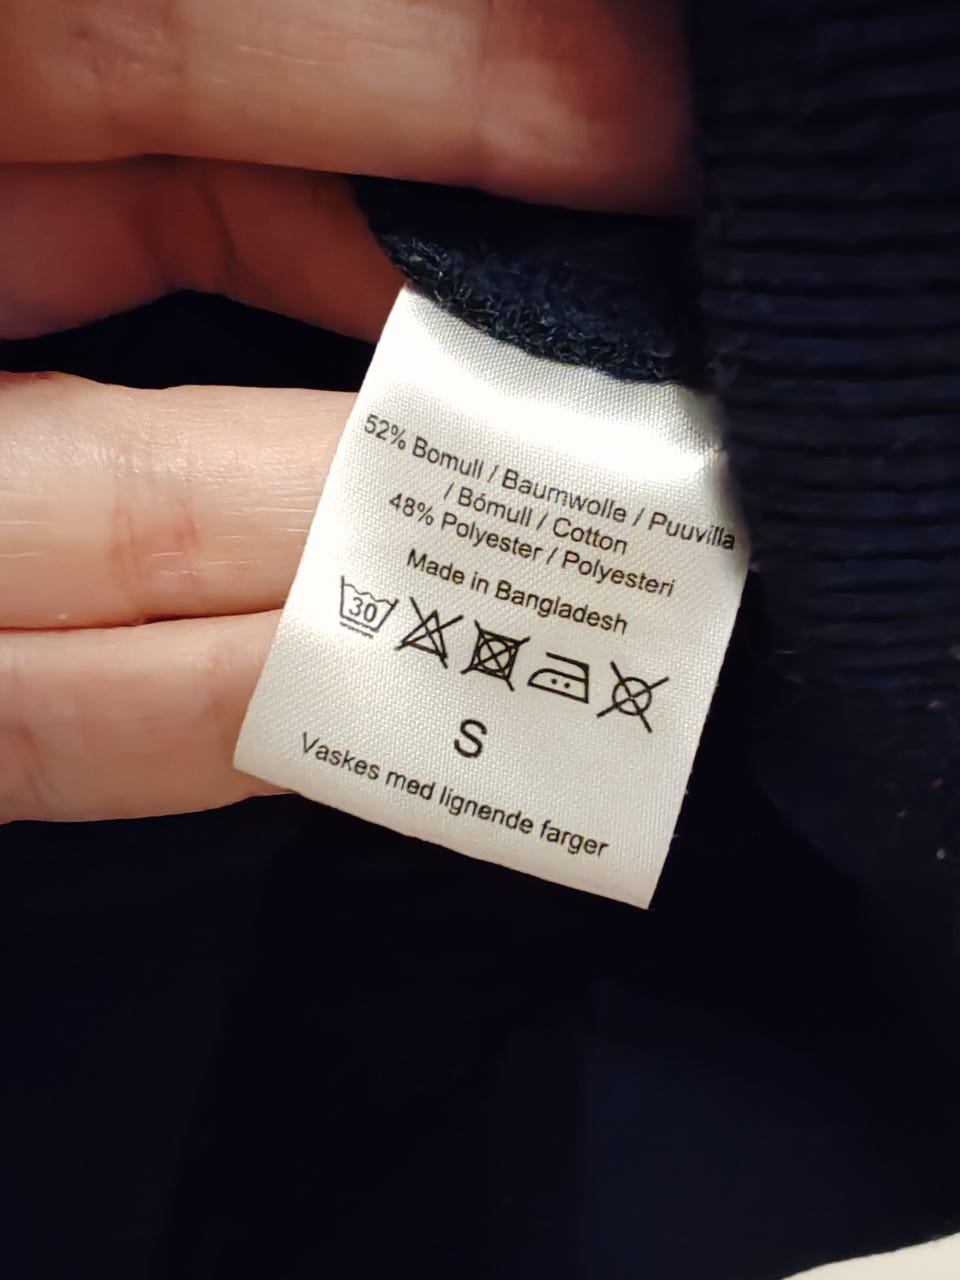 52% Bomull / Baumwolle / Puuvilla
/ Bómull / Cotton
48% Polyester / Polyesteri
Made in Bangladesh
30
S
Vaskes med lignende farger